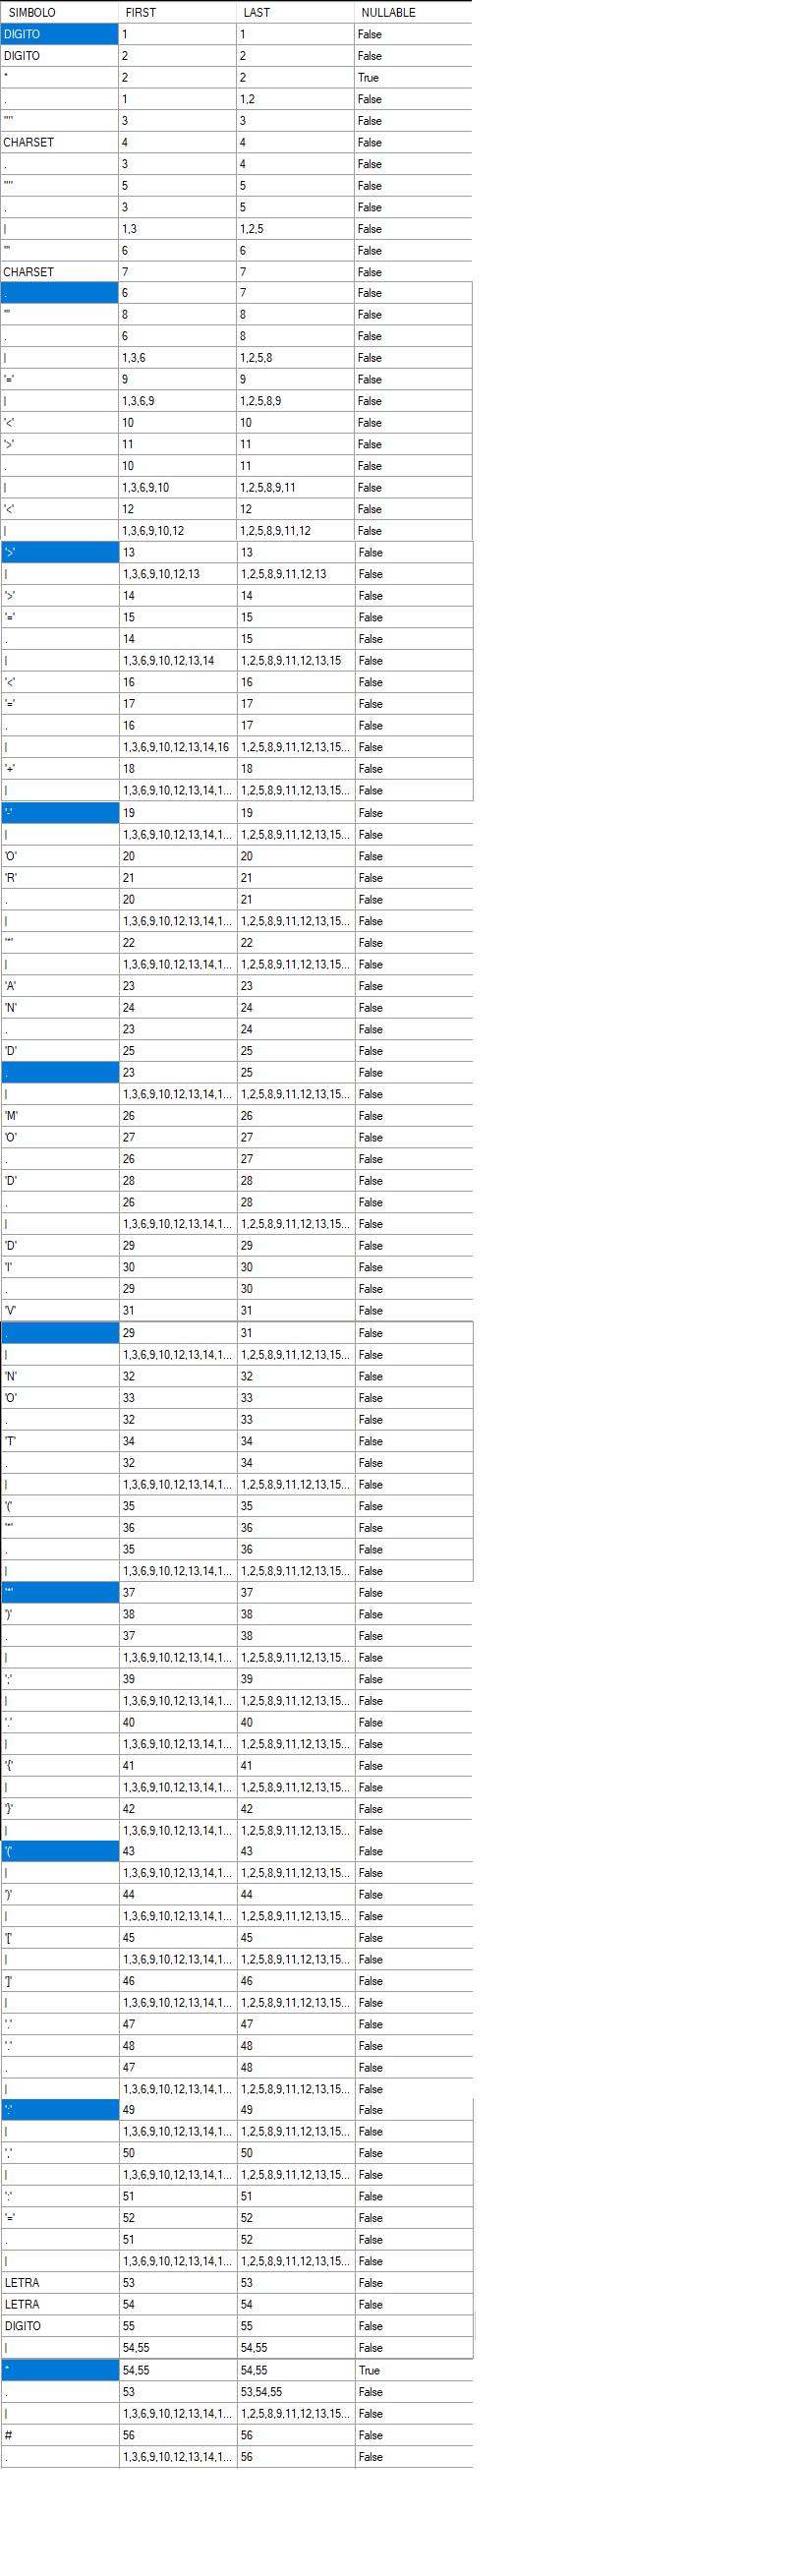 SIMBOLO FIRST LAST NULLABLE
DIGITO 1 1 False
DIGITO 2 2 False
* 2 2 True
. 1 1,2 False
'"' 3 3 False
CHARSET 4 4 False
. 3 4 False
'"' 5 5 False
. 3 5 False
| 1,3 1,2,5 False
''' 6 6 False
CHARSET 7 7 False
. 6 7 False
''' 8 8 False
. 6 8 False
| 1,3,6 1,2,5,8 False
'=' 9 9 False
| 1,3,6,9 1,2,5,8,9 False
'<' 10 10 False
'>' 11 11 False
. 10 11 False
| 1,3,6,9,10 1,2,5,8,9,11 False
'<' 12 12 False
| 1,3,6,9,10,12 1,2,5,8,9,11,12 False
'>' 13 13 False
| 1,3,6,9,10,12,13 1,2,5,8,9,11,12,13 False
'>' 14 14 False
'=' 15 15 False
. 14 15 False
| 1,3,6,9,10,12,13,14 1,2,5,8,9,11,12,13,15 False
'<' 16 16 False
'=' 17 17 False
. 16 17 False
| 1,3,6,9,10,12,13,14,16 1,2,5,8,9,11,12,13,15... False
'+' 18 18 False
| 1,3,6,9,10,12,13,14,1... 1,2,5,8,9,11,12,13,15... False
'-' 19 19 False
| 1,3,6,9,10,12,13,14,1... 1,2,5,8,9,11,12,13,15... False
'O' 20 20 False
'R' 21 21 False
. 20 21 False
| 1,3,6,9,10,12,13,14,1... 1,2,5,8,9,11,12,13,15... False
'*' 22 22 False
| 1,3,6,9,10,12,13,14,1... 1,2,5,8,9,11,12,13,15... False
'A' 23 23 False
'N' 24 24 False
. 23 24 False
'D' 25 25 False
. 23 25 False
| 1,3,6,9,10,12,13,14,1... 1,2,5,8,9,11,12,13,15... False
'M' 26 26 False
'O' 27 27 False
. 26 27 False
'D' 28 28 False
. 26 28 False
| 1,3,6,9,10,12,13,14,1... 1,2,5,8,9,11,12,13,15... False
'D' 29 29 False
'I' 30 30 False
. 29 30 False
'V' 31 31 False
. 29 31 False
| 1,3,6,9,10,12,13,14,1... 1,2,5,8,9,11,12,13,15... False
'N' 32 32 False
'O' 33 33 False
. 32 33 False
'T' 34 34 False
. 32 34 False
| 1,3,6,9,10,12,13,14,1... 1,2,5,8,9,11,12,13,15... False
'(' 35 35 False
'*' 36 36 False
. 35 36 False
| 1,3,6,9,10,12,13,14,1... 1,2,5,8,9,11,12,13,15... False
'*' 37 37 False
')' 38 38 False
. 37 38 False
| 1,3,6,9,10,12,13,14,1... 1,2,5,8,9,11,12,13,15... False
';' 39 39 False
| 1,3,6,9,10,12,13,14,1... 1,2,5,8,9,11,12,13,15... False
'.' 40 40 False
| 1,3,6,9,10,12,13,14,1... 1,2,5,8,9,11,12,13,15... False
'{' 41 41 False
| 1,3,6,9,10,12,13,14,1... 1,2,5,8,9,11,12,13,15... False
'}' 42 42 False
| 1,3,6,9,10,12,13,14,1... 1,2,5,8,9,11,12,13,15... False
'(' 43 43 False
| 1,3,6,9,10,12,13,14,1... 1,2,5,8,9,11,12,13,15... False
')' 44 44 False
| 1,3,6,9,10,12,13,14,1... 1,2,5,8,9,11,12,13,15... False
'[' 45 45 False
| 1,3,6,9,10,12,13,14,1... 1,2,5,8,9,11,12,13,15... False
']' 46 46 False
| 1,3,6,9,10,12,13,14,1... 1,2,5,8,9,11,12,13,15... False
'.' 47 47 False
'.' 48 48 False
. 47 48 False
| 1,3,6,9,10,12,13,14,1... 1,2,5,8,9,11,12,13,15... False
':' 49 49 False
| 1,3,6,9,10,12,13,14,1... 1,2,5,8,9,11,12,13,15... False
',' 50 50 False
| 1,3,6,9,10,12,13,14,1... 1,2,5,8,9,11,12,13,15... False
':' 51 51 False
'=' 52 52 False
. 51 52 False
| 1,3,6,9,10,12,13,14,1... 1,2,5,8,9,11,12,13,15... False
LETRA 53 53 False
LETRA 54 54 False
DIGITO 55 55 False
| 54,55 54,55 False
* 54,55 54,55 True
. 53 53,54,55 False
| 1,3,6,9,10,12,13,14,1... 1,2,5,8,9,11,12,13,15... False
# 56 56 False
. 1,3,6,9,10,12,13,14,1... 56 False